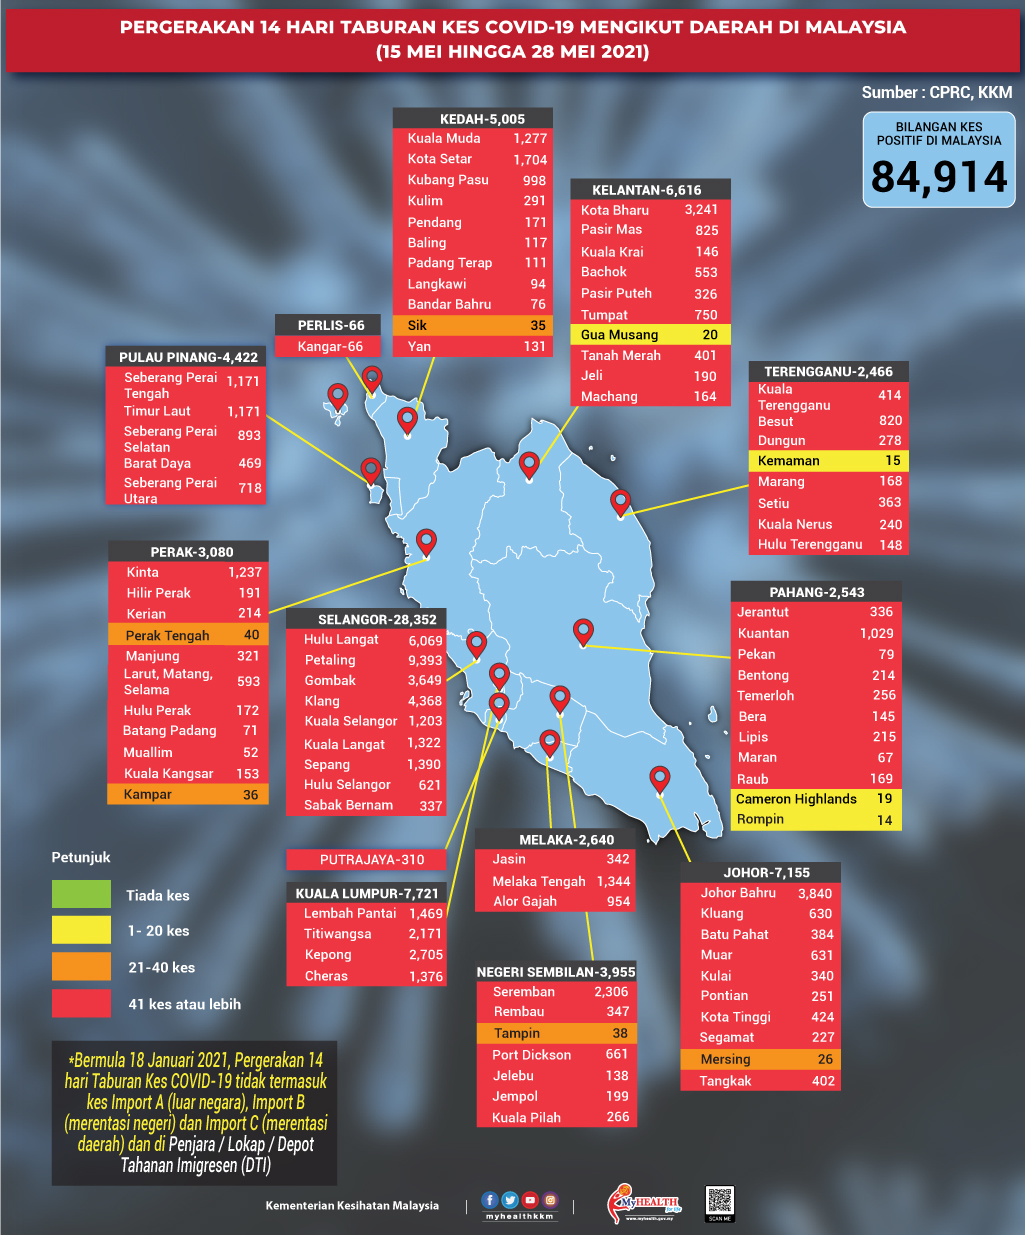 PERGERAKAN 14 HARI TABURAN KES COVID-19 MENGIKUT DAERAH DI MALAYSIA
(15 MEI HINGGA 28 MEI 2021)
Sumber : CPRC, KKM
BILANGAN KES
POSITIF DI MALAYSIA
84,914
KEDAH-5,005
Kuala Muda 1,277
Kota Setar 1,704
Kubang Pasu 998
Kulim 291
Pendang 171
Baling 117
Padang Terap 111
Langkawi 94
Bandar Bahru 76
Sik 35
Yan 131
KELANTAN-6,616
Kota Bharu 3,241
Pasir Mas 825
Kuala Krai 146
Bachok 553
Pasir Puteh 326
Tumpat 750
Gua Musang 20
Tanah Merah 401
Jeli 190
Machang 164
PERLIS-66
Kangar-66
PULAU PINANG-4,422
Seberang Perai
Tengah 1,171
Timur Laut 1,171
Seberang Perai
Selatan 893
Barat Daya 469
Seberang Perai
Utara 718
TERENGGANU-2,466
Kuala
Terengganu 414
Besut 820
Dungun 278
Kemaman 15
Marang 168
Setiu 363
Kuala Nerus 240
Hulu Terengganu 148
PERAK-3,080
Kinta 1,237
Hilir Perak 191
Kerian 214
Perak Tengah 40
Manjung 321
Larut, Matang,
Selama 593
Hulu Perak 172
Batang Padang 71
Muallim 52
Kuala Kangsar 153
Kampar 36
SELANGOR-28,352
Hulu Langat 6,069
Petaling 9,393
Gombak 3,649
Klang 4,368
Kuala Selangor 1,203
Kuala Langat 1,322
Sepang 1,390
Hulu Selangor 621
Sabak Bernam 337
PAHANG-2,543
Jerantut 336
Kuantan 1,029
Pekan 79
Bentong 214
Temerloh 256
Bera 145
Lipis 215
Maran 67
Raub 169
Cameron Highlands 19
Rompin 14
PUTRAJAYA-310
KUALA LUMPUR-7,721
Lembah Pantai 1,469
Titiwangsa 2,171
Kepong 2,705
Cheras 1,376
MELAKA-2,640
Jasin 342
Melaka Tengah 1,344
Alor Gajah 954
NEGERI SEMBILAN-3,955
Seremban 2,306
Rembau 347
Tampin 38
Port Dickson 661
Jelebu 138
Jempol 199
Kuala Pilah 266
JOHOR-7,155
Johor Bahru 3,840
Kluang 630
Batu Pahat 384
Muar 631
Kulai 340
Pontian 251
Kota Tinggi 424
Segamat 227
Mersing 26
Tangkak 402
Petunjuk
Tiada kes
1- 20 kes
21-40 kes
41 kes atau lebih
*Bermula 18 Januari 2021, Pergerakan 14
hari Taburan Kes COVID-19 tidak termasuk
kes Import A (luar negara), Import B
(merentasi negeri) dan Import C (merentasi
daerah) dan di Penjara / Lokap / Depot
Tahanan Imigresen (DTI)
Kementerian Kesihatan Malaysia
myhealthkkm
MyHEALTH
for life
www.myhealth.gov.my
SCAN ME